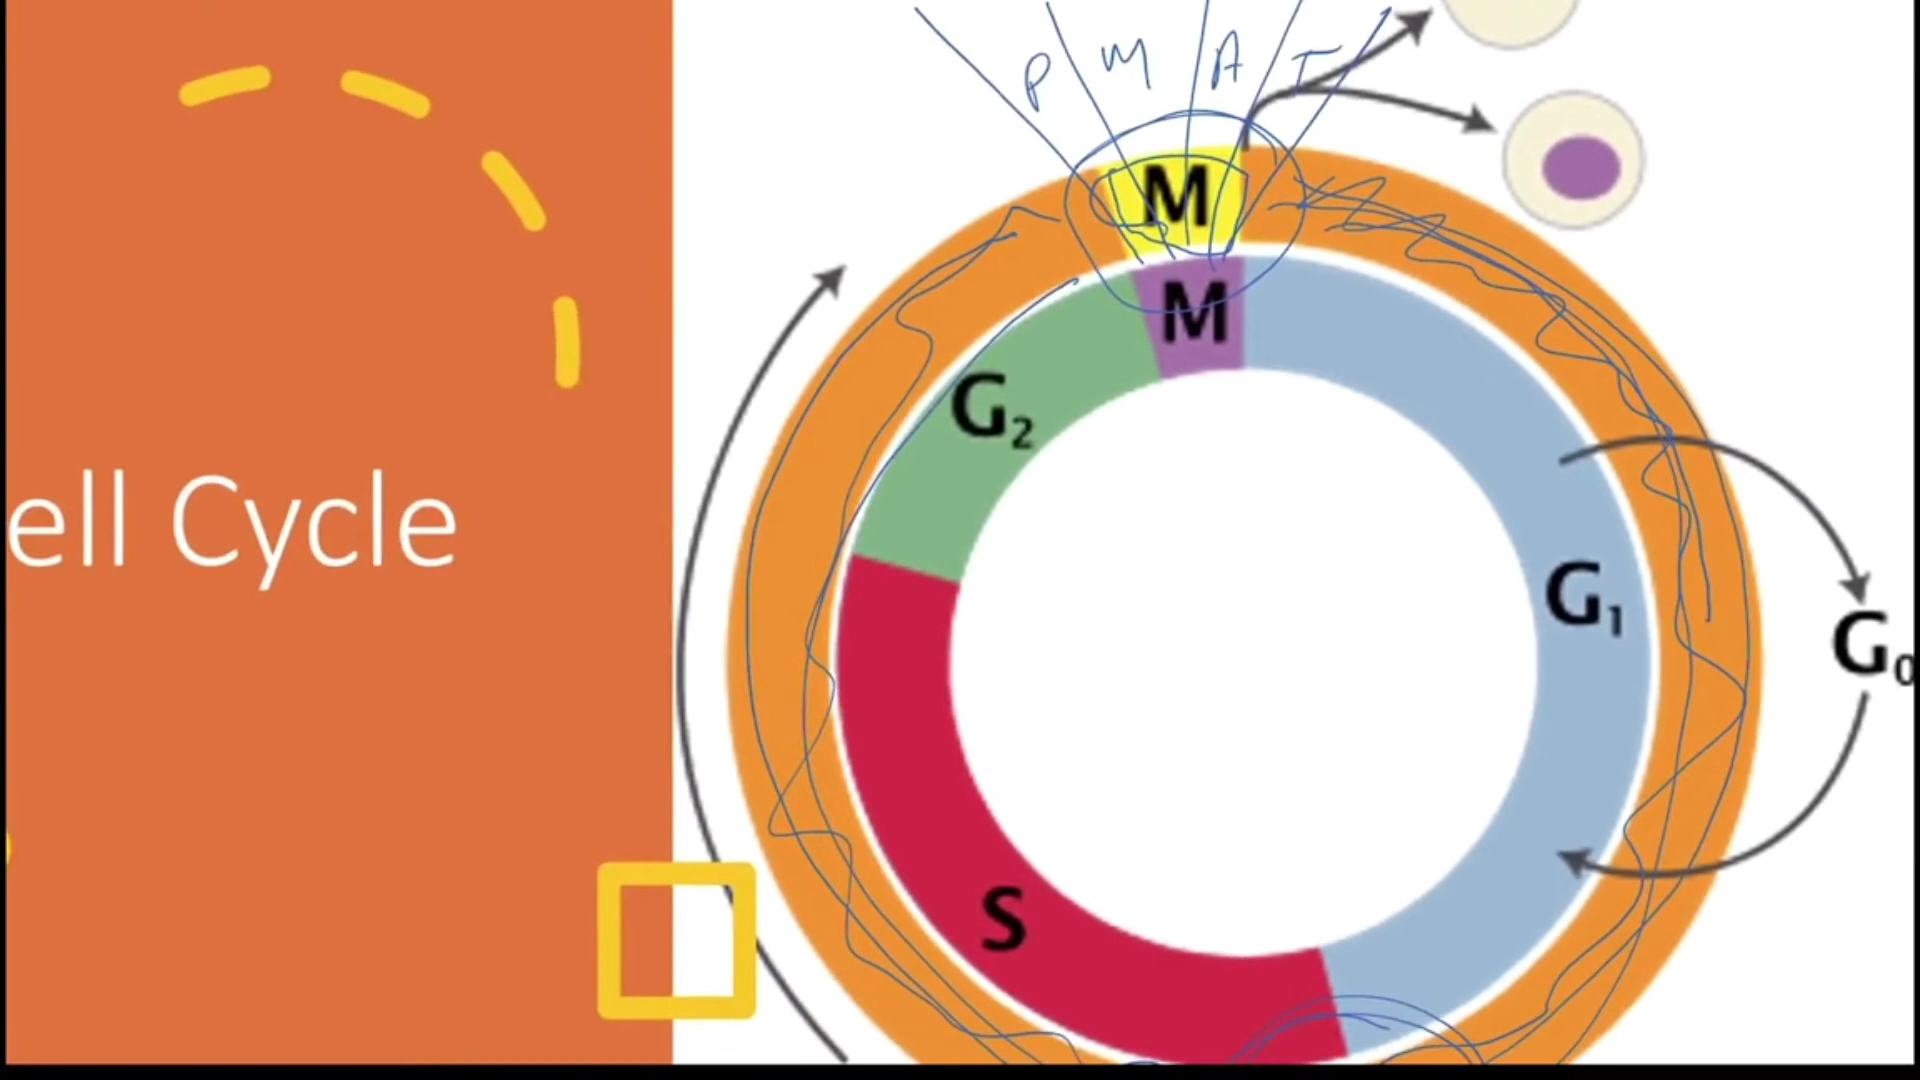 P M A T
M
M
G₂
ell Cycle
G₁
G₀
S